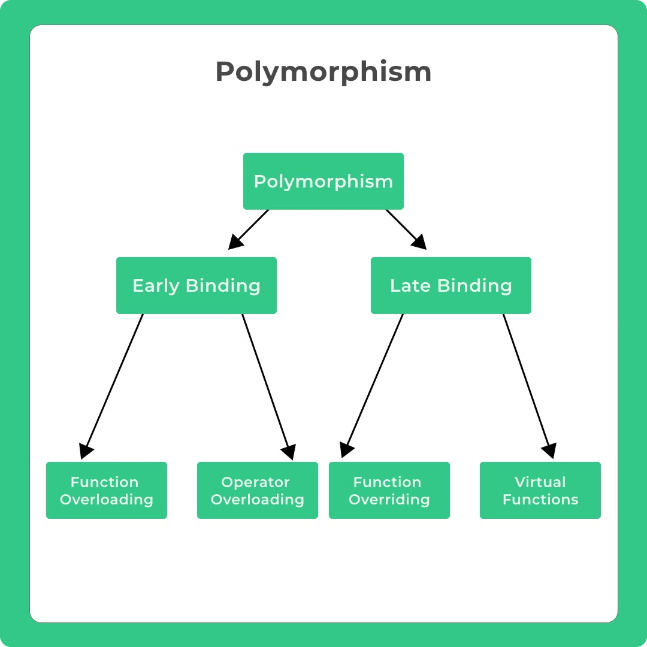 Polymorphism
Polymorphism
Early Binding
Late Binding
Function
Overloading
Operator
Overloading
Function
Overriding
Virtual
Functions